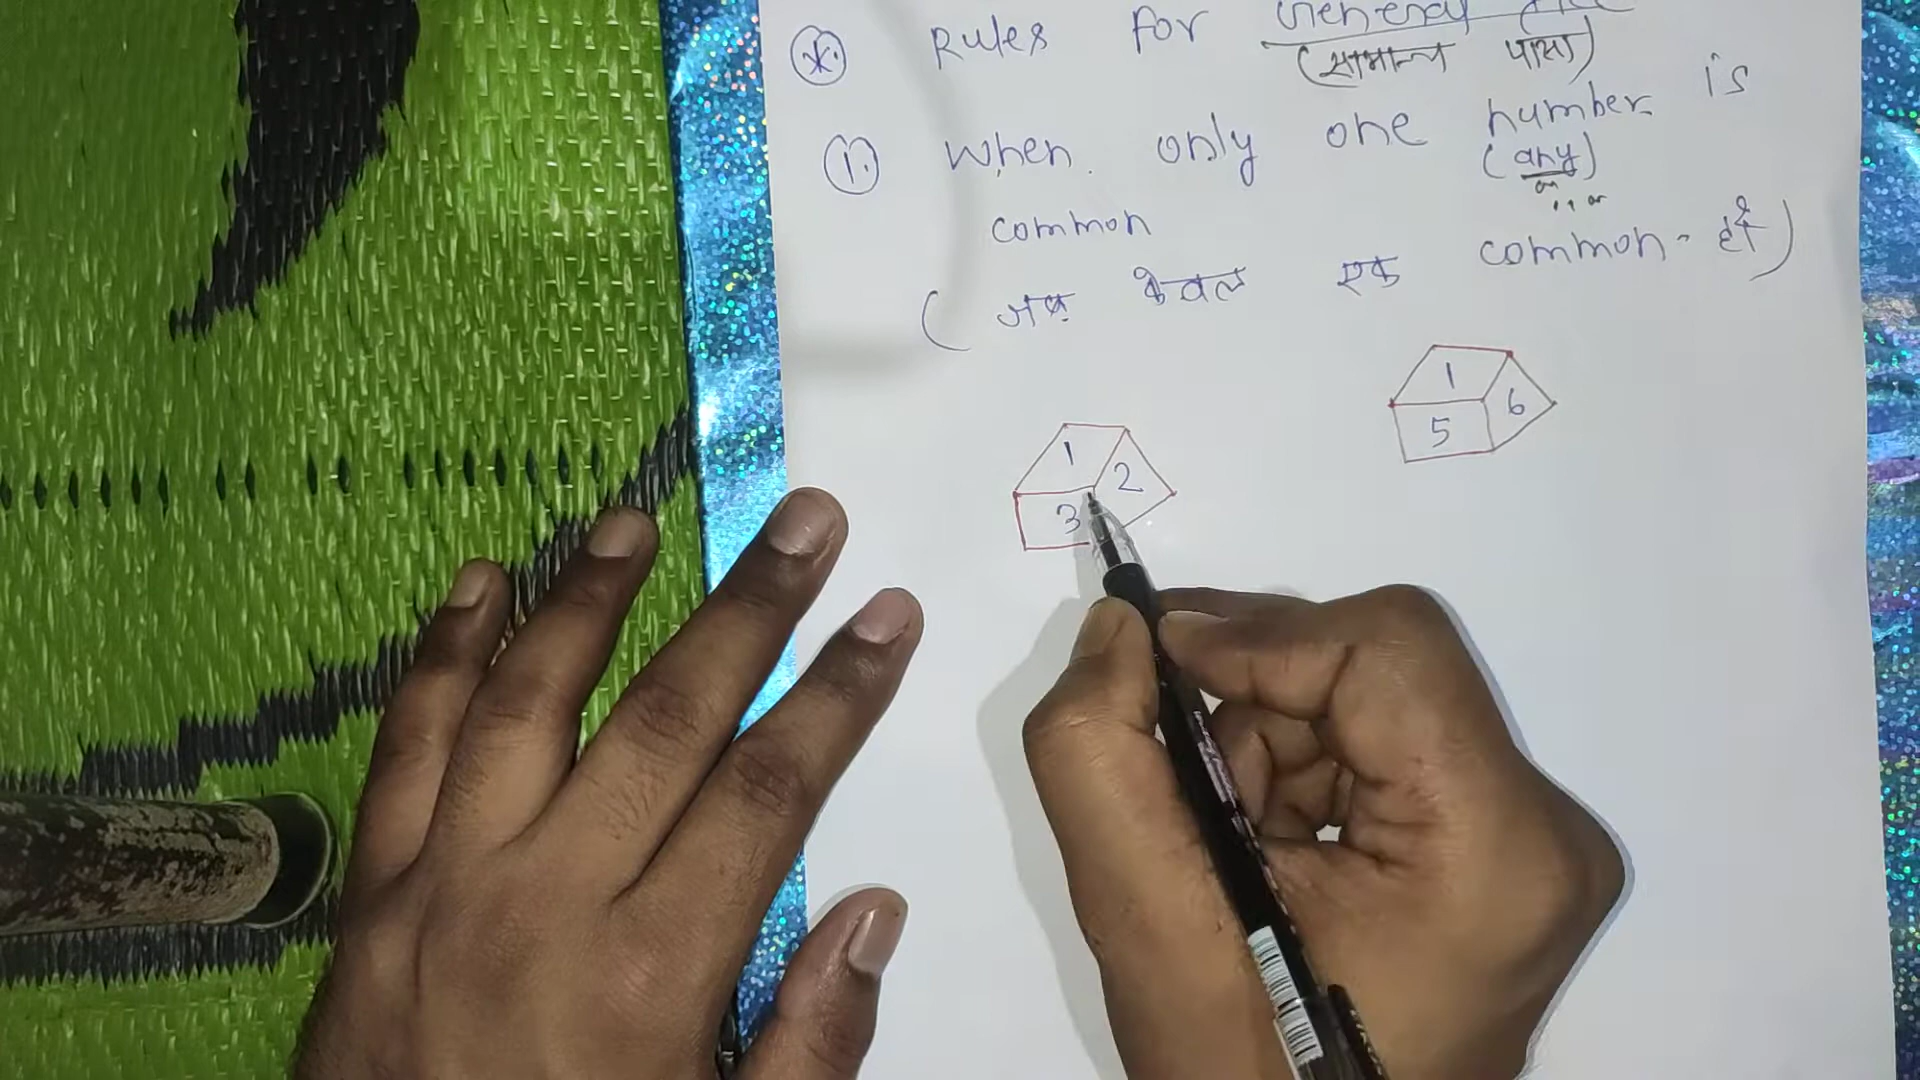 (*) Rules for General
(सामान्य पासा)
(1.) When only one number is
(any)
common
(जब केवल एक common - हो)
1
2
3
1
5
6